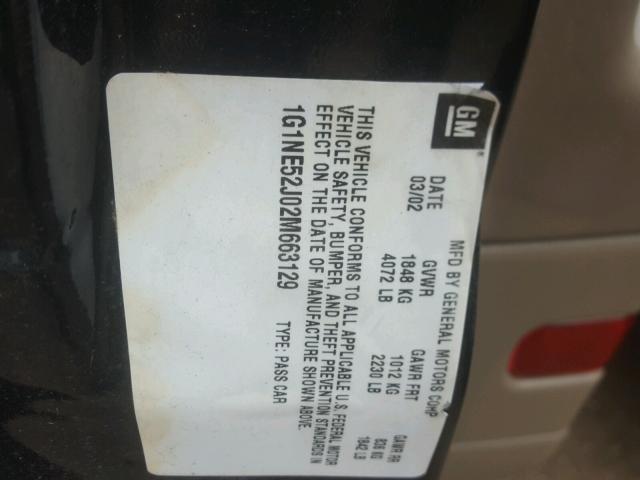 GM
MFD BY GENERAL MOTORS CORP
DATE GVWR GAWR FRT GAWR RR
03/02 1848 KG 1012 KG 836 KG
4072 LB 2230 LB 1842 LB
THIS VEHICLE CONFORMS TO ALL APPLICABLE U.S. FEDERAL MOTOR
VEHICLE SAFETY, BUMPER, AND THEFT PREVENTION STANDARDS IN
EFFECT ON THE DATE OF MANUFACTURE SHOWN ABOVE.
1G1NE52J02M663129 TYPE: PASS CAR